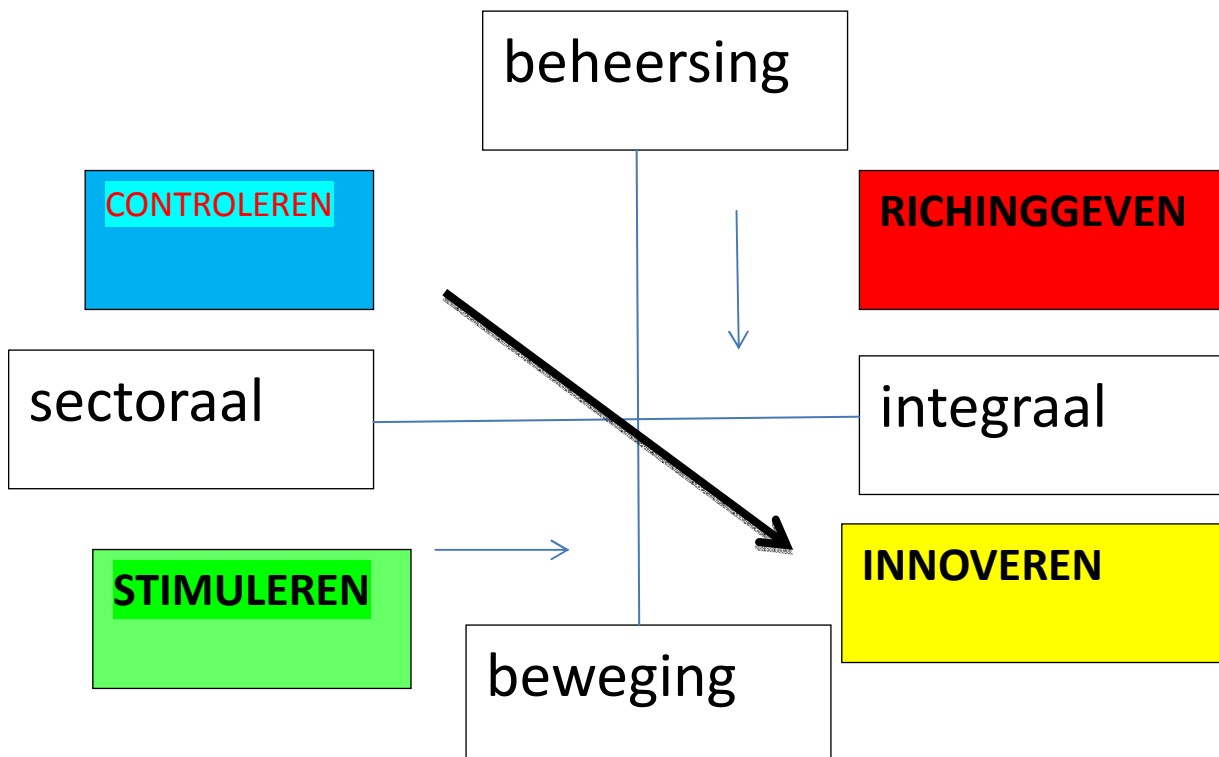 beheersing
CONTROLEREN
RICHINGGEVEN
sectoraal
integraal
STIMULEREN
INNOVEREN
beweging